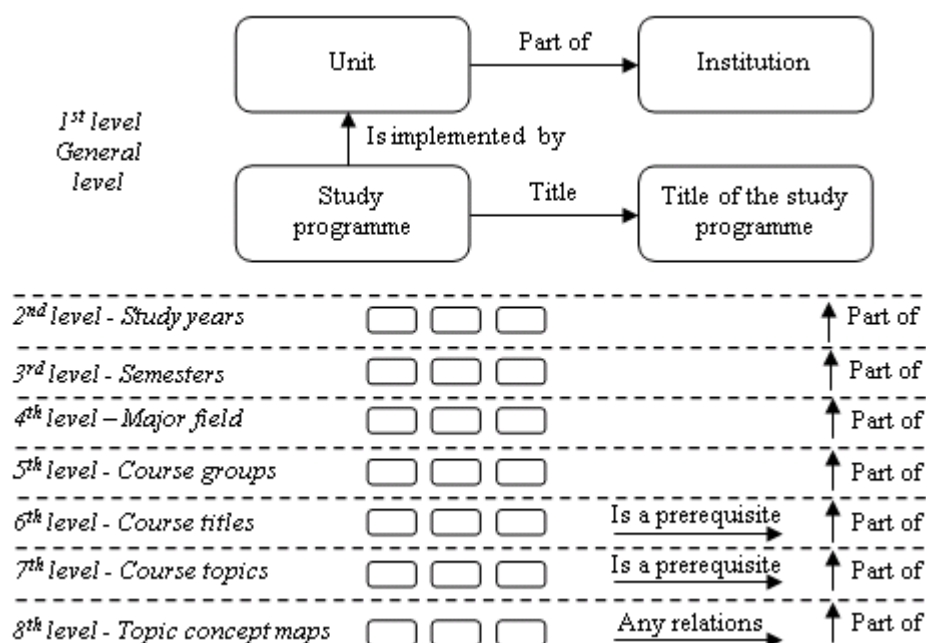 Unit
Part of
Institution
1st level
General
level
Is implemented by
Study
programme
Title
Title of the study
programme
2nd level - Study years
Part of
3rd level - Semesters
Part of
4th level – Major field
Part of
5th level - Course groups
Part of
6th level - Course titles
Is a prerequisite
Part of
7th level - Course topics
Is a prerequisite
Part of
8th level - Topic concept maps
Any relations
Part of